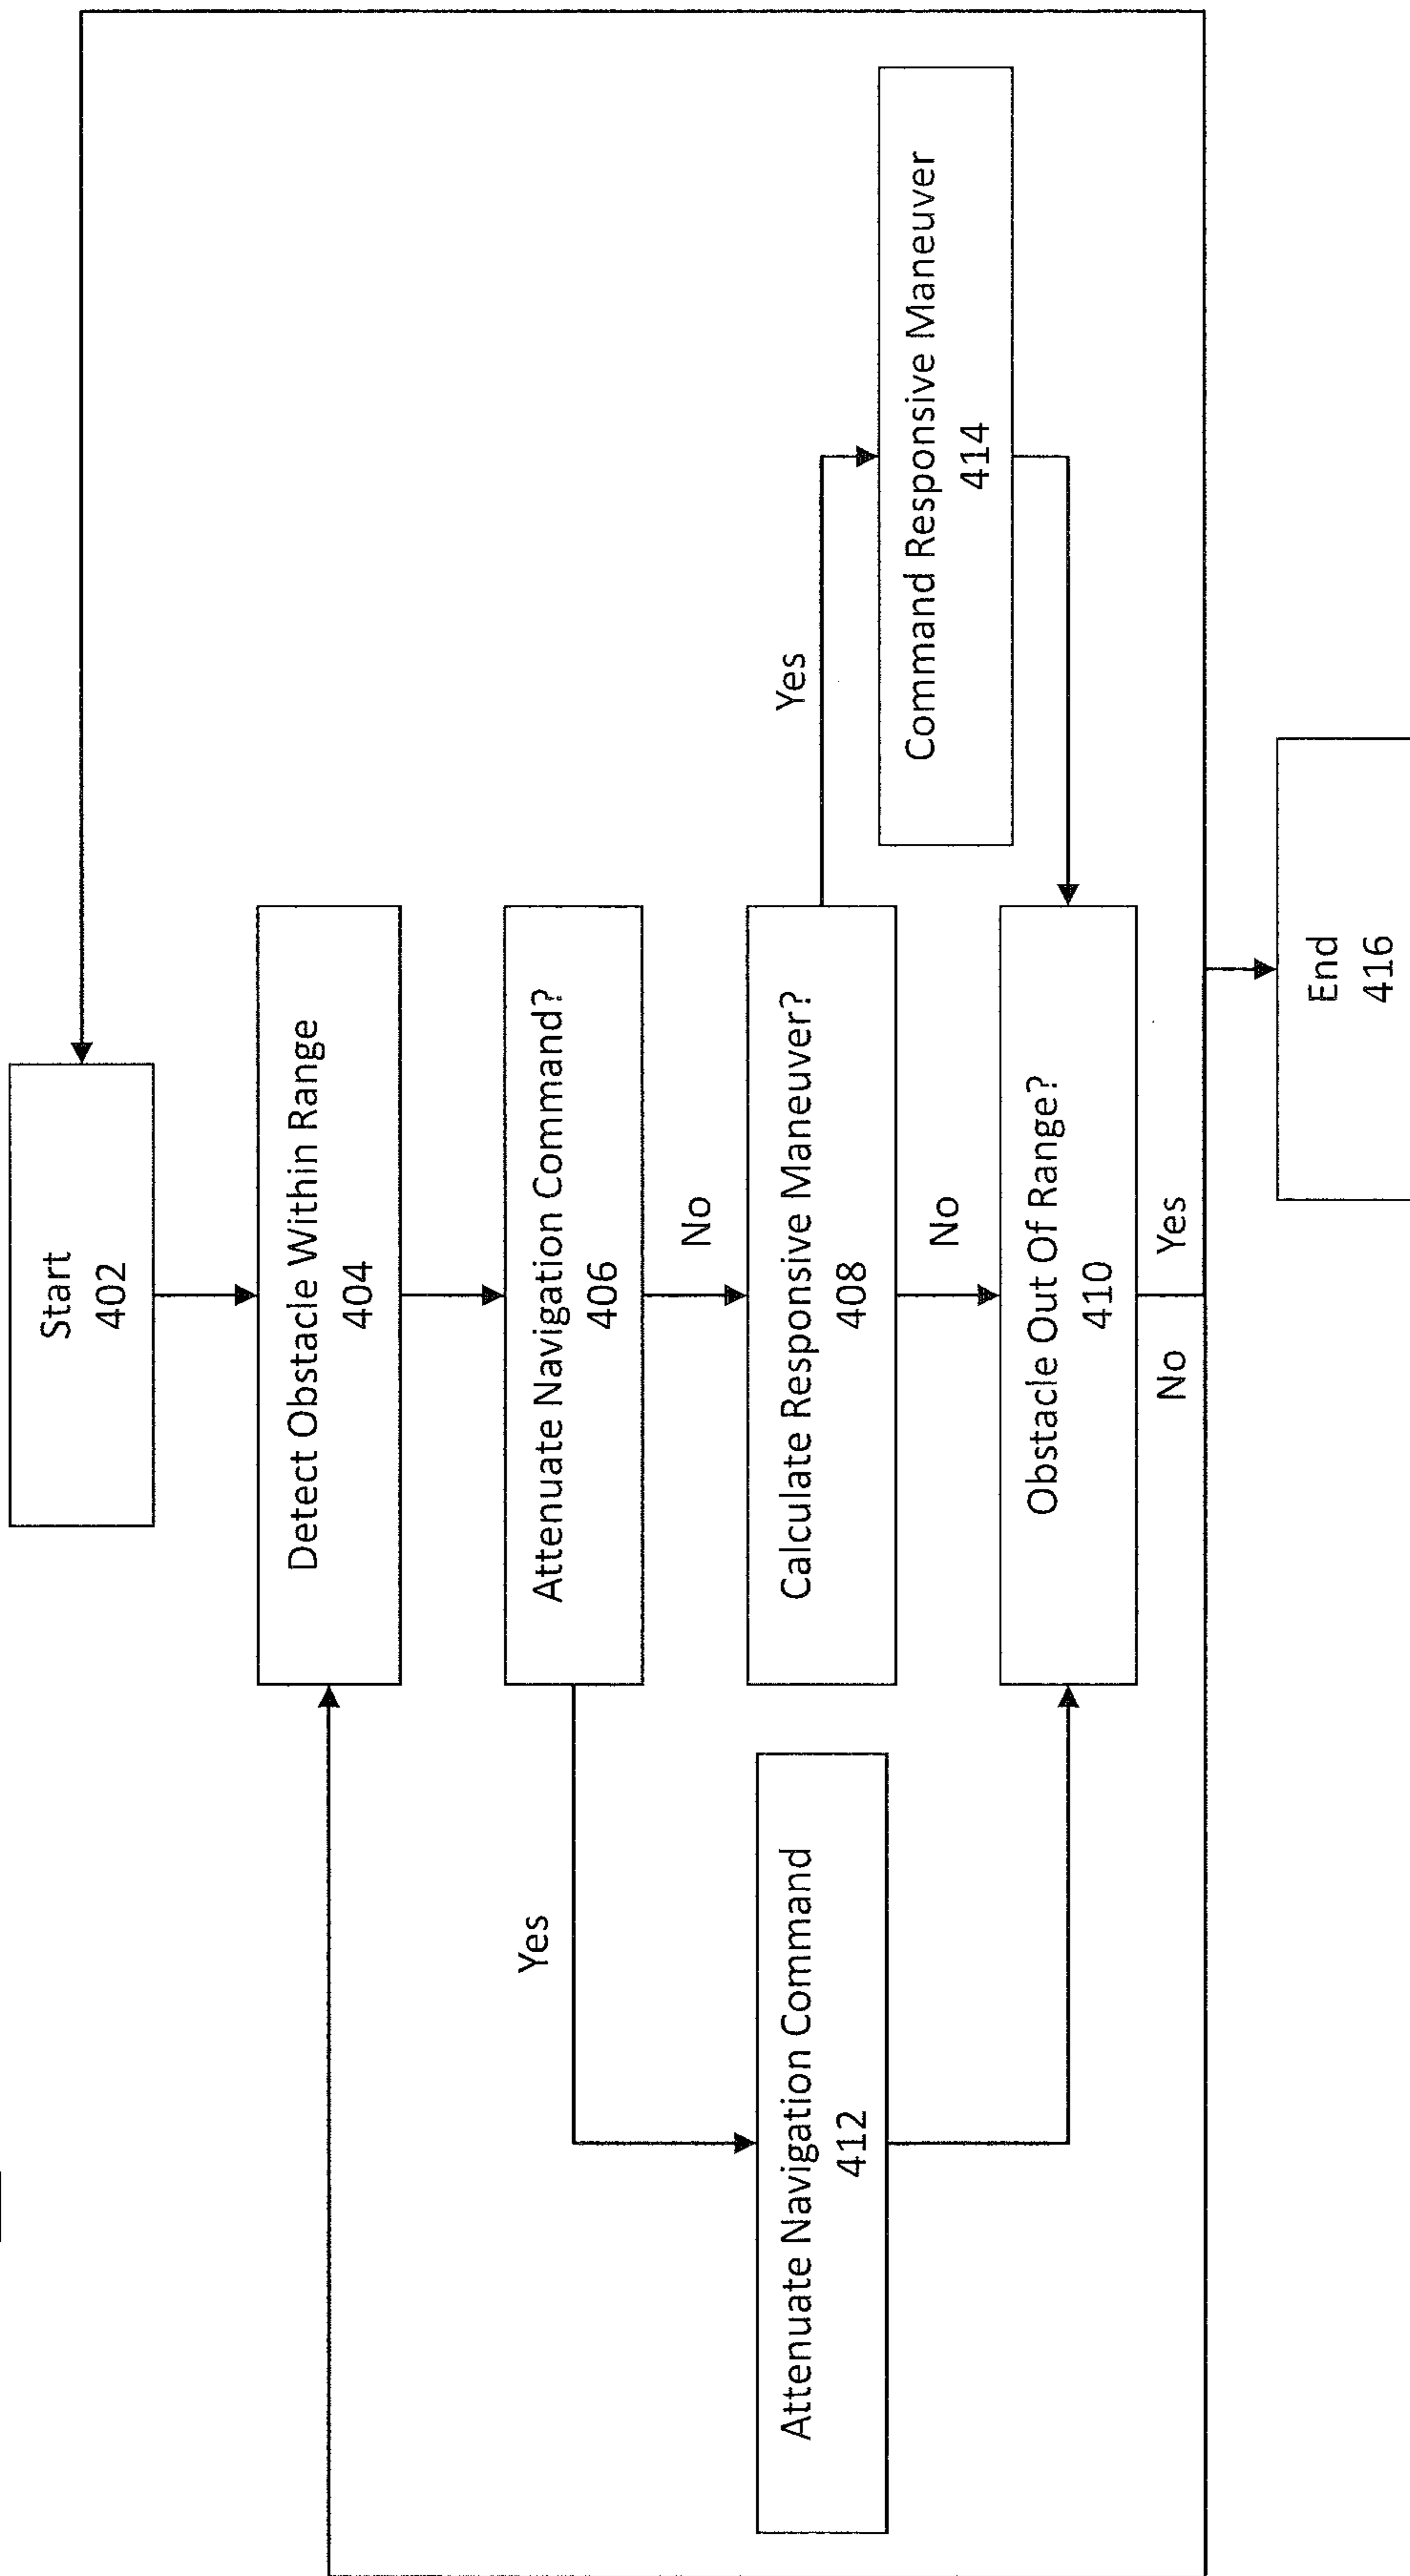 Start
402
Detect Obstacle Within Range
404
Attenuate Navigation Command?
406
Yes
No
Attenuate Navigation Command
412
Calculate Responsive Maneuver?
408
Yes
No
Command Responsive Maneuver
414
Obstacle Out Of Range?
410
No
Yes
End
416